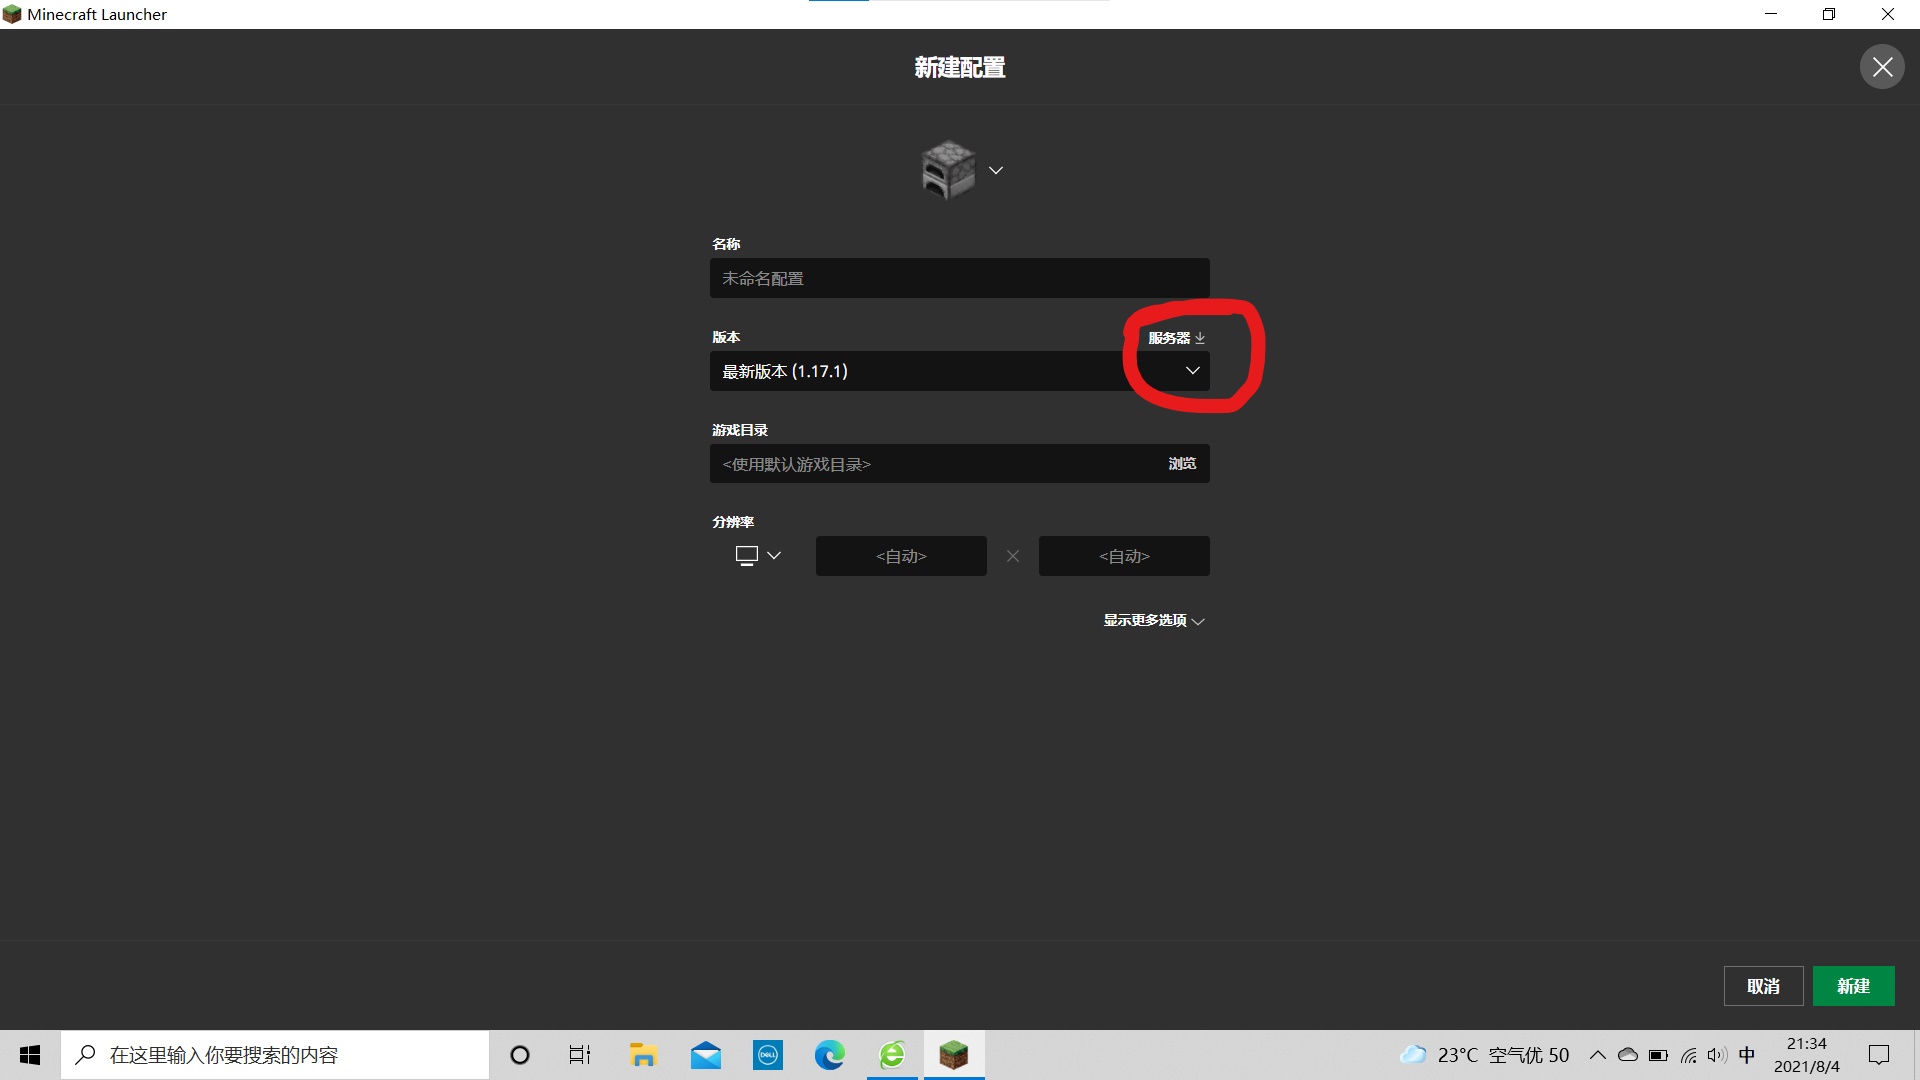 Minecraft Launcher
新建配置
名称
未命名配置
版本
服务器
最新版本 (1.17.1)
游戏目录
<使用默认游戏目录>
浏览
分辨率
<自动>
<自动>
显示更多选项
取消
新建
在这里输入你要搜索的内容
DELL
23°C 空气优 50
中
21:34
2021/8/4